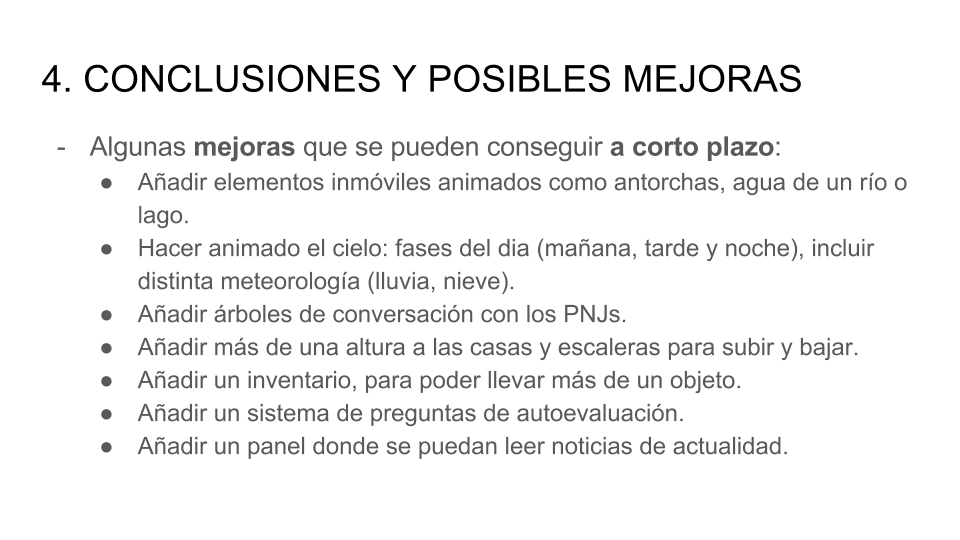 4. CONCLUSIONES Y POSIBLES MEJORAS
- Algunas mejoras que se pueden conseguir a corto plazo:
● Añadir elementos inmóviles animados como antorchas, agua de un río o
lago.
● Hacer animado el cielo: fases del dia (mañana, tarde y noche), incluir
distinta meteorología (lluvia, nieve).
● Añadir árboles de conversación con los PNJs.
● Añadir más de una altura a las casas y escaleras para subir y bajar.
● Añadir un inventario, para poder llevar más de un objeto.
● Añadir un sistema de preguntas de autoevaluación.
● Añadir un panel donde se puedan leer noticias de actualidad.